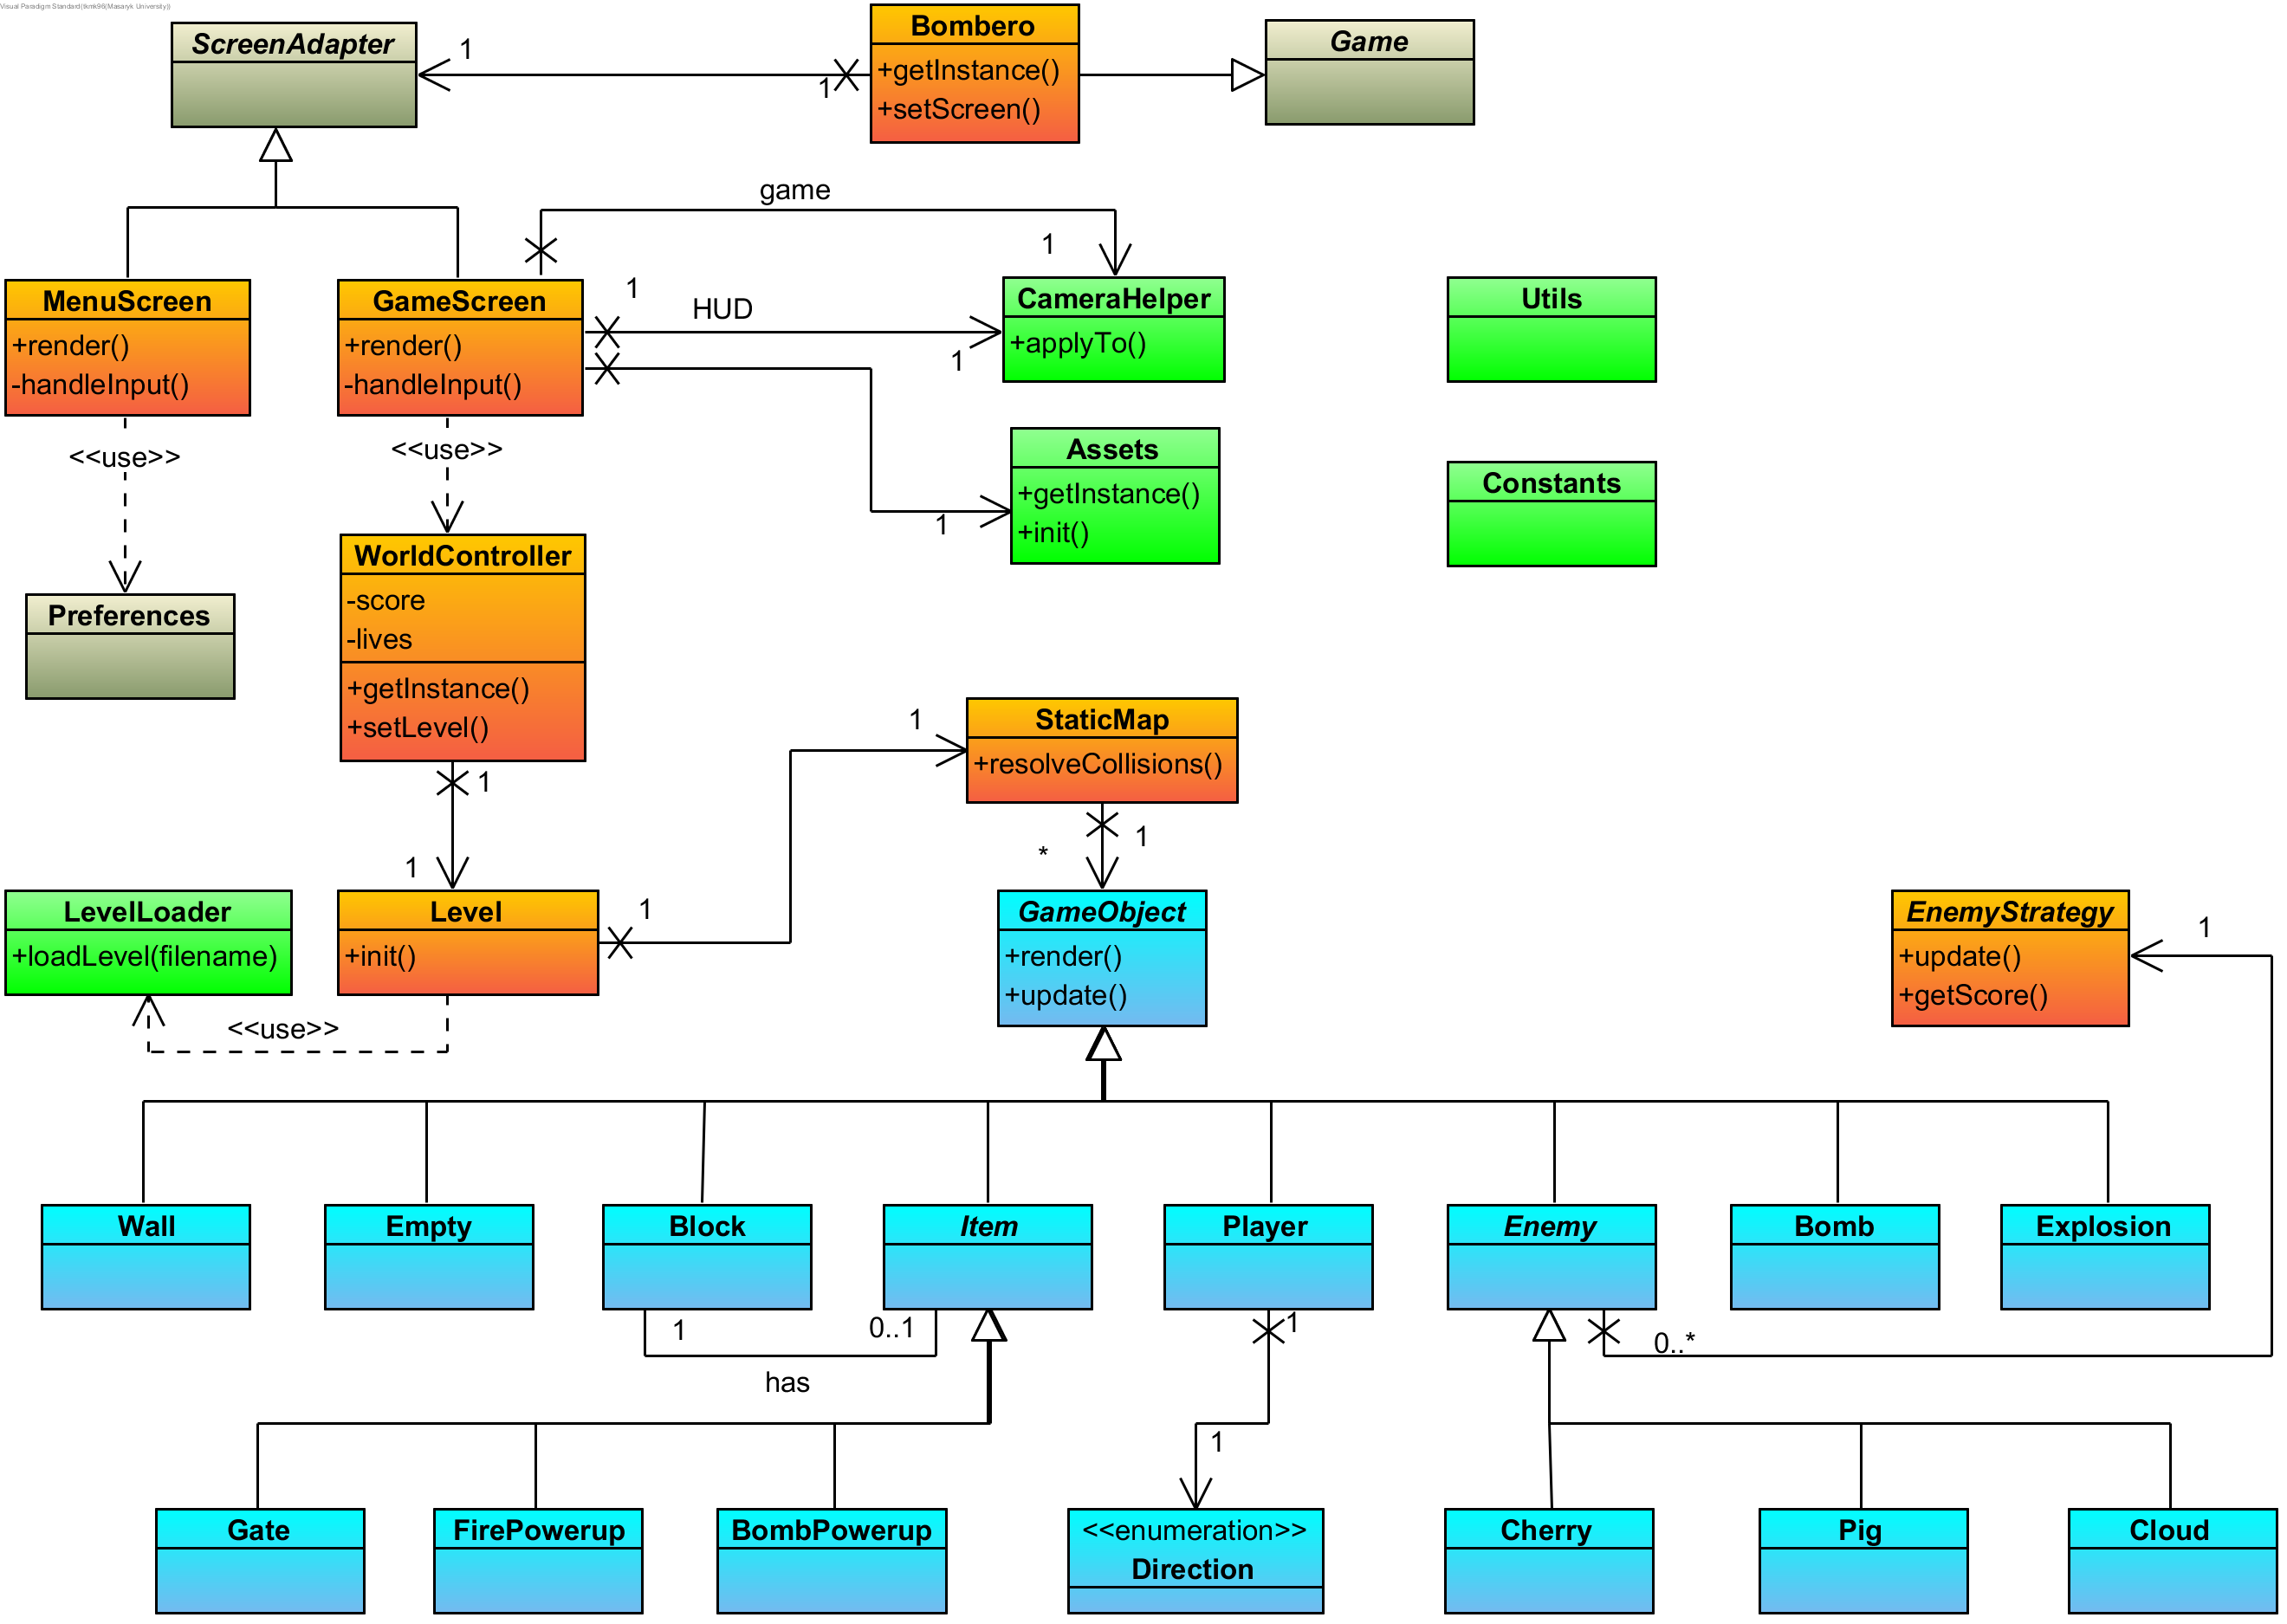 Visual Paradigm Standard(tkmk96(Masaryk University))
ScreenAdapter
1
1
Bombero
+getInstance()
+setScreen()
Game
game
1
MenuScreen
+render()
-handleInput()
GameScreen
+render()
-handleInput()
1
HUD
1
CameraHelper
+applyTo()
Utils
<<use>>
<<use>>
Assets
+getInstance()
+init()
1
Constants
Preferences
WorldController
-score
-lives
+getInstance()
+setLevel()
1
1
1
StaticMap
+resolveCollisions()
1
*
LevelLoader
+loadLevel(filename)
Level
+init()
1
<<use>>
GameObject
+render()
+update()
EnemyStrategy
+update()
+getScore()
1
Wall
Empty
Block
Item
Player
Enemy
Bomb
Explosion
1
0..1
has
1
0..*
1
Gate
FirePowerup
BombPowerup
<<enumeration>>
Direction
Cherry
Pig
Cloud